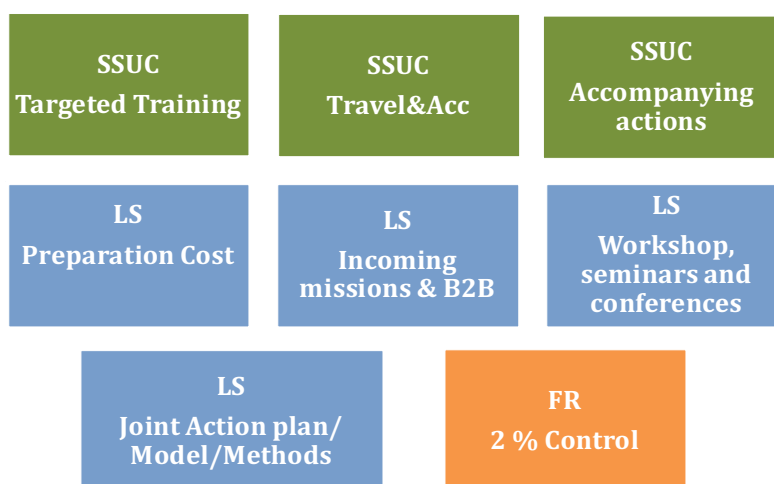 SSUC
Targeted Training
SSUC
Travel&Acc
SSUC
Accompanying
actions
LS
Preparation Cost
LS
Incoming
missions & B2B
LS
Workshop,
seminars and
conferences
LS
Joint Action plan/
Model/Methods
FR
2 % Control